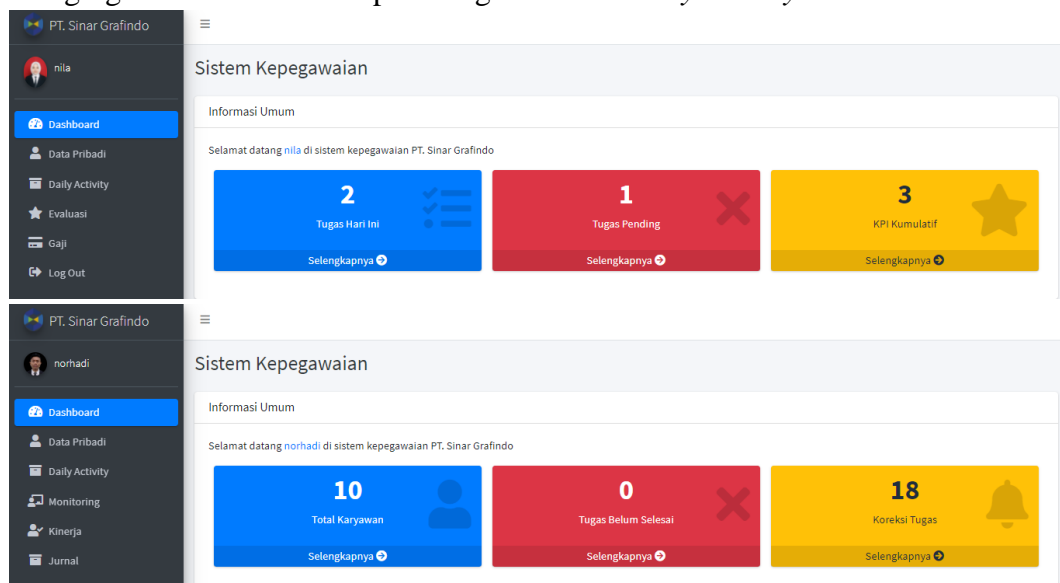 PT. Sinar Grafindo
nila
Dashboard
Data Pribadi
Daily Activity
Evaluasi
Gaji
Log Out
Sistem Kepegawaian
Informasi Umum
Selamat datang nila di sistem kepegawaian PT. Sinar Grafindo
2
Tugas Hari Ini
Selengkapnya
1
Tugas Pending
Selengkapnya
3
KPI Kumulatif
Selengkapnya
PT. Sinar Grafindo
norhadi
Dashboard
Data Pribadi
Daily Activity
Monitoring
Kinerja
Jurnal
Sistem Kepegawaian
Informasi Umum
Selamat datang norhadi di sistem kepegawaian PT. Sinar Grafindo
10
Total Karyawan
Selengkapnya
0
Tugas Belum Selesai
Selengkapnya
18
Koreksi Tugas
Selengkapnya